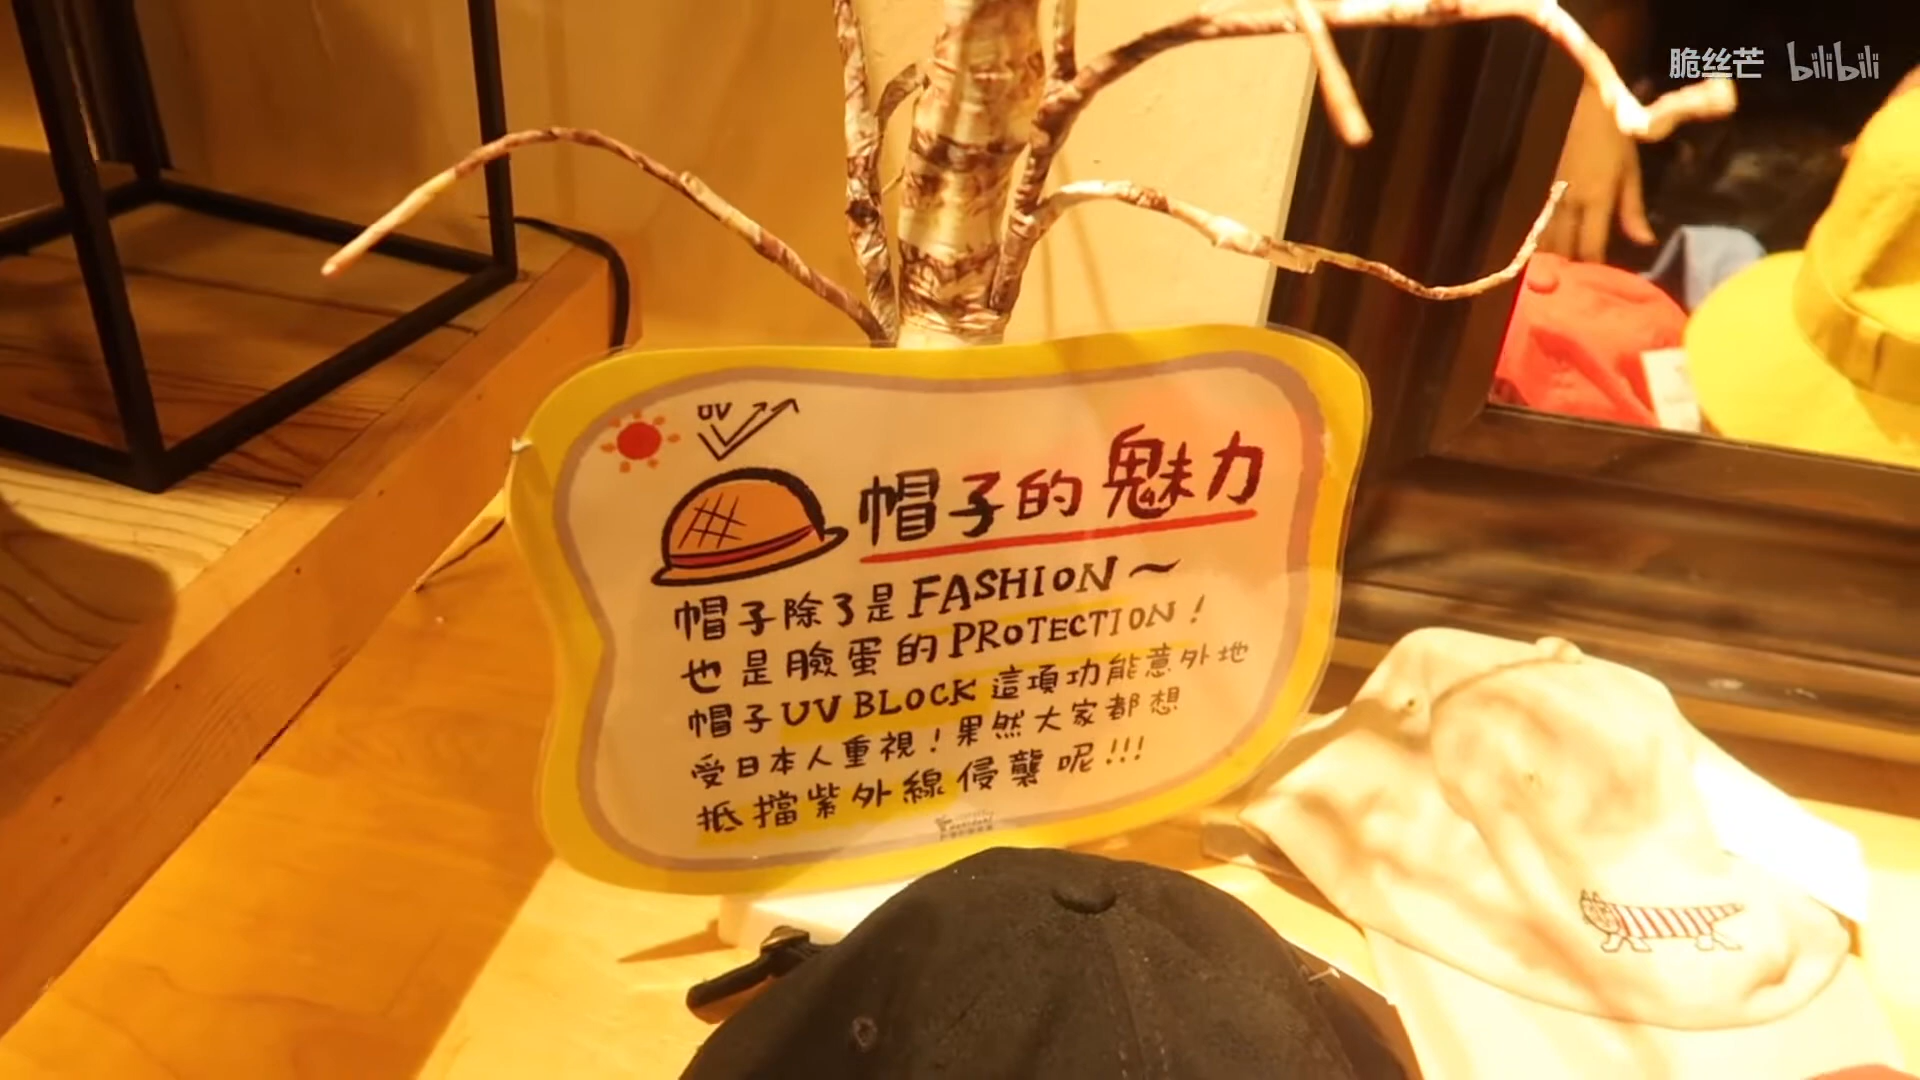 脆丝芒 bilibili
UV
帽子的魅力
帽子除了是FASHION~
也是臉蛋的PROTECTION!
帽子UV BLOCK這項功能意外地
受日本人重視!果然大家都想
抵擋紫外線侵襲呢!!!